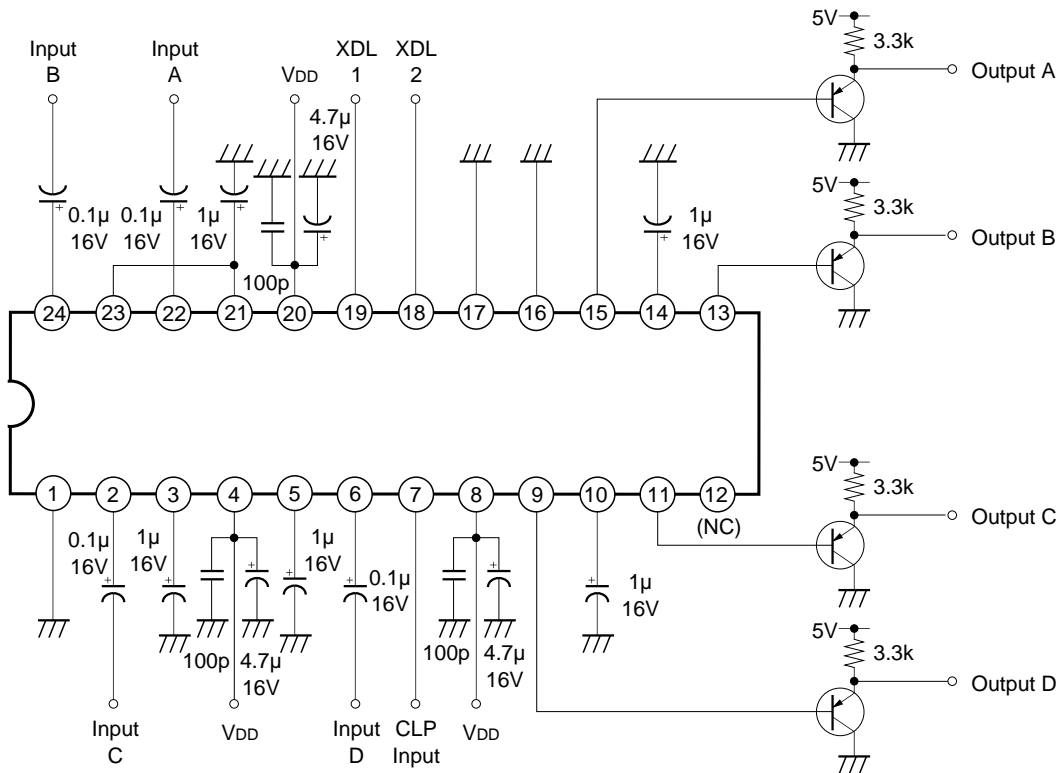 5V
3.3k
Output A
Input
B
Input
A
VDD
XDL
1
XDL
2
4.7µ
16V
0.1µ
16V
0.1µ
16V
1µ
16V
100p
1µ
16V
5V
3.3k
Output B
24
23
22
21
20
19
18
17
16
15
14
13
1
2
3
4
5
6
7
8
9
10
11
12
(NC)
5V
3.3k
Output C
0.1µ
16V
1µ
16V
100p
4.7µ
16V
1µ
16V
0.1µ
16V
100p
4.7µ
16V
1µ
16V
5V
3.3k
Output D
Input
C
VDD
Input
D
CLP
Input
VDD
+
+
+
+
+
+
+
+
+
+
+
+